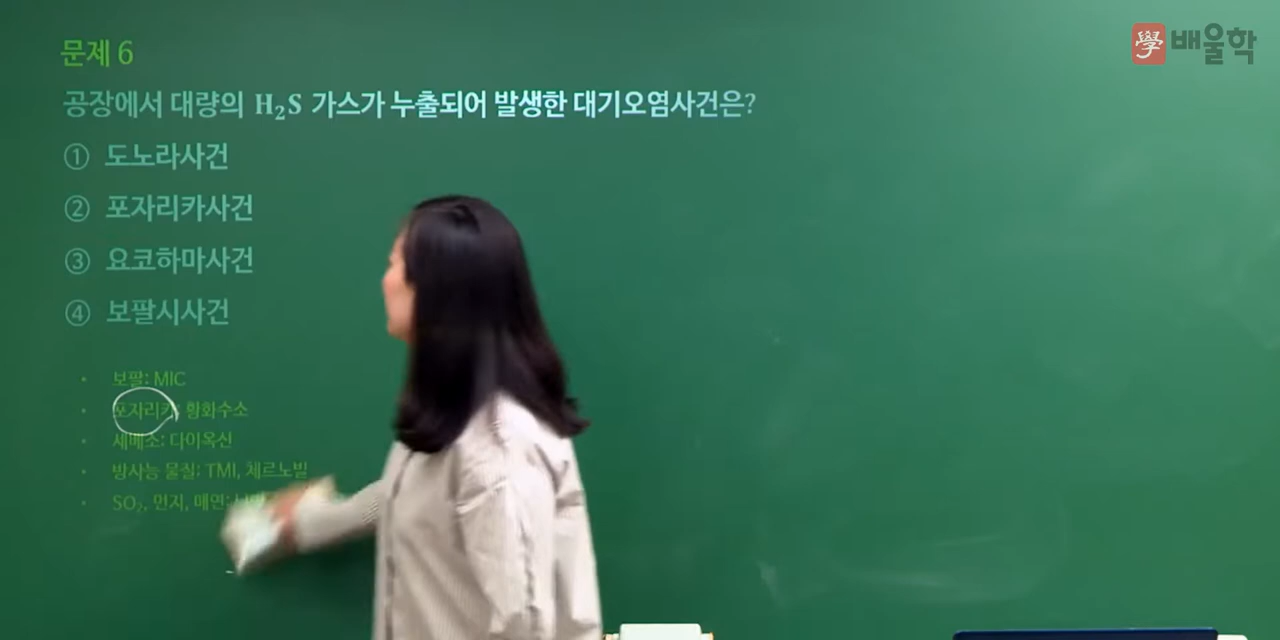 學 배울학
문제 6
공장에서 대량의 H₂S 가스가 누출되어 발생한 대기오염사건은?
① 도노라사건
② 포자리카사건
③ 요코하마사건
④ 보팔시사건
• 보팔: MIC
• 포자리카: 황화수소
• 세베소: 다이옥신
• 방사능 물질: TMI, 체르노빌
• SO₂, 먼지, 매연: